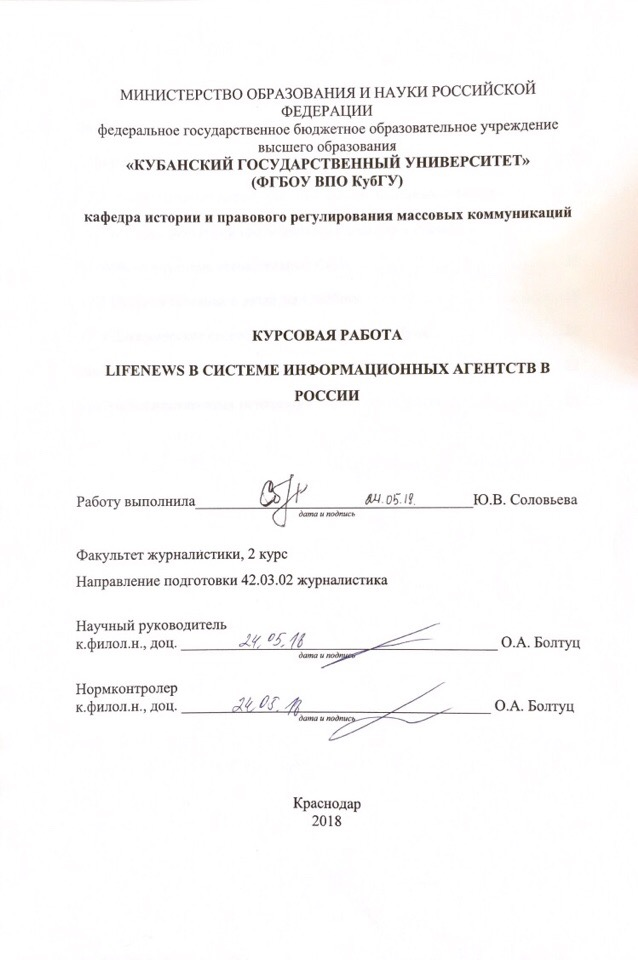 МИНИСТЕРСТВО ОБРАЗОВАНИЯ И НАУКИ РОССИЙСКОЙ
ФЕДЕРАЦИИ
федеральное государственное бюджетное образовательное учреждение
высшего образования
«КУБАНСКИЙ ГОСУДАРСТВЕННЫЙ УНИВЕРСИТЕТ»
(ФГБОУ ВПО КубГУ)
кафедра истории и правового регулирования массовых коммуникаций
КУРСОВАЯ РАБОТА
LIFENEWS В СИСТЕМЕ ИНФОРМАЦИОННЫХ АГЕНТСТВ В
РОССИИ
Работу выполнила Ю.В. Соловьева
дата и подпись
Факультет журналистики, 2 курс
Направление подготовки 42.03.02 журналистика
Научный руководитель
к.филол.н., доц. 24.05.18 О.А. Болтуц
дата и подпись
Нормконтролер
к.филол.н., доц. 24.05.18 О.А. Болтуц
дата и подпись
Краснодар
2018